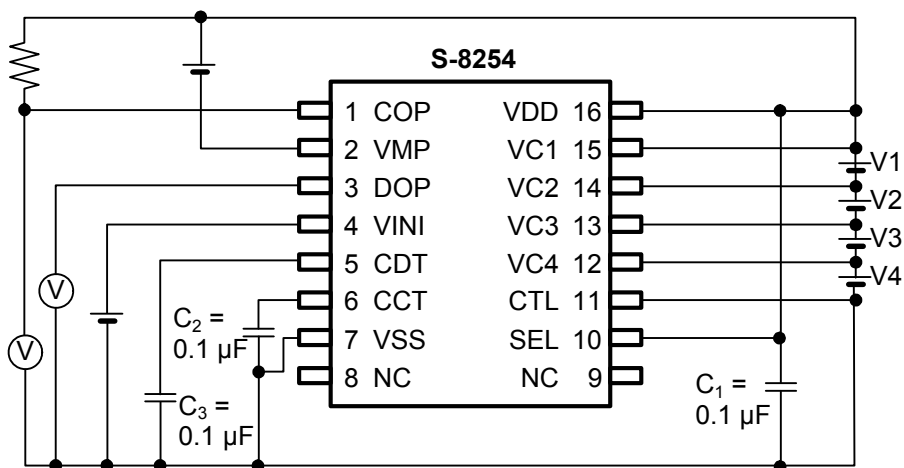 S-8254
1 COP VDD 16
2 VMP VC1 15
3 DOP VC2 14
4 VINI VC3 13
5 CDT VC4 12
6 CCT CTL 11
7 VSS SEL 10
8 NC NC 9
V1
V2
V3
V4
V
V
C2 =
0.1 µF
C3 =
0.1 µF
C1 =
0.1 µF